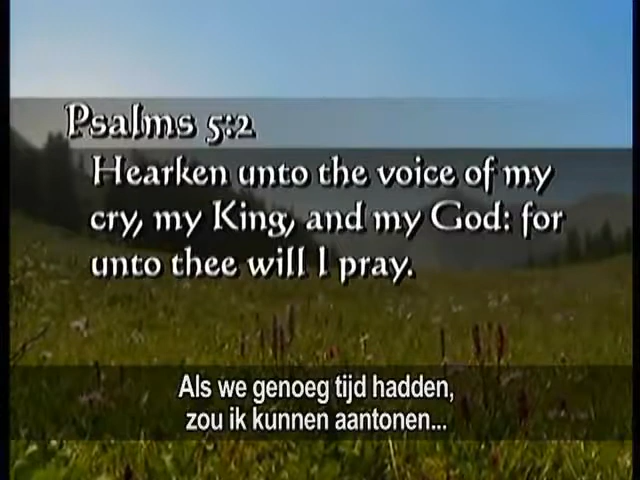 Psalms 5:2
Hearken unto the voice of my
cry, my King, and my God: for
unto thee will I pray.
Als we genoeg tijd hadden,
zou ik kunnen aantonen...